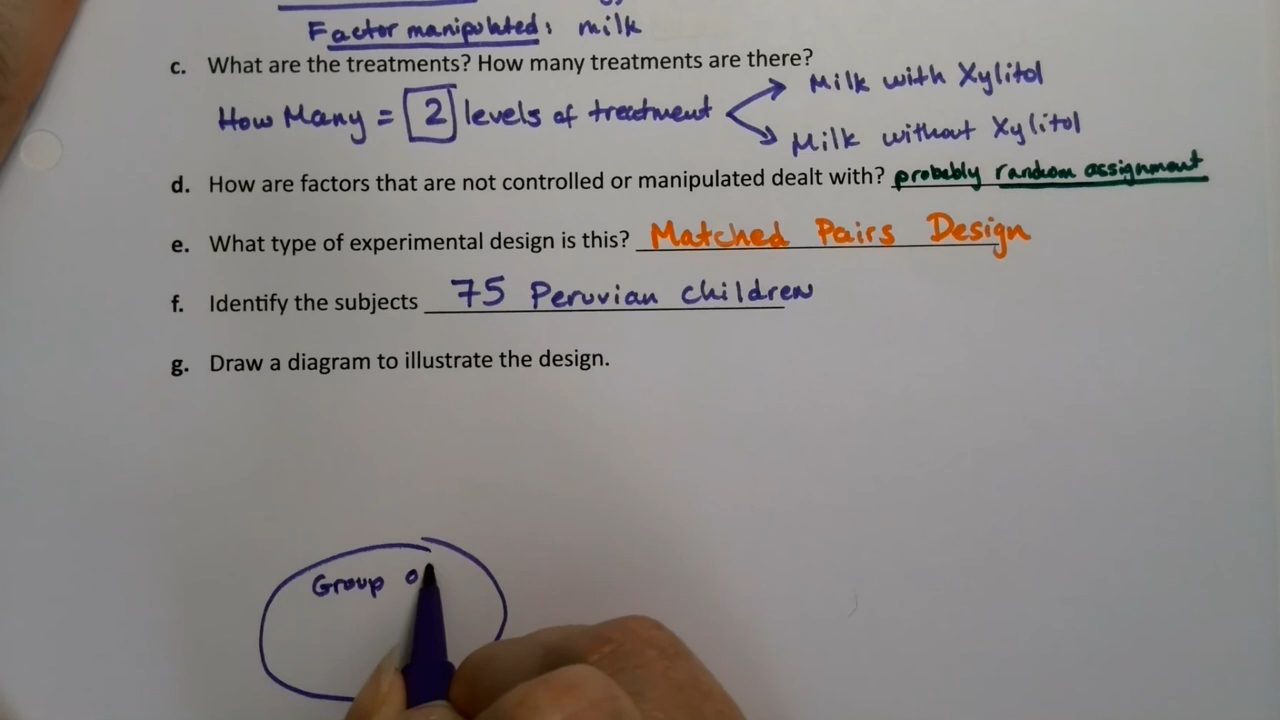 Factor manipulated: milk
c. What are the treatments? How many treatments are there?
Milk with Xylitol
How Many = 2 levels of treatment
Milk without Xylitol
d. How are factors that are not controlled or manipulated dealt with? probably random assignment
e. What type of experimental design is this? Matched Pairs Design
f. Identify the subjects 75 Peruvian children
g. Draw a diagram to illustrate the design.
Group o